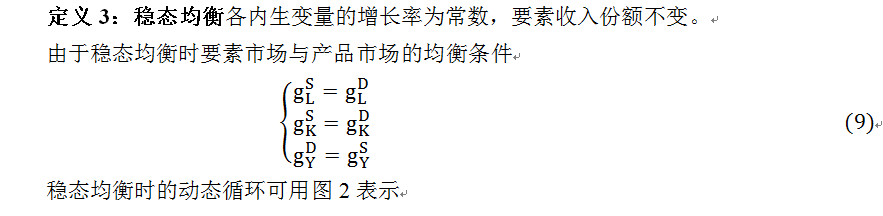 定义 3：稳态均衡各内生变量的增长率为常数，要素收入份额不变。
由于稳态均衡时要素市场与产品市场的均衡条件
g_L^S = g_L^D
g_K^S = g_K^D (9)
g_Y^D = g_Y^S
稳态均衡时的动态循环可用图 2 表示